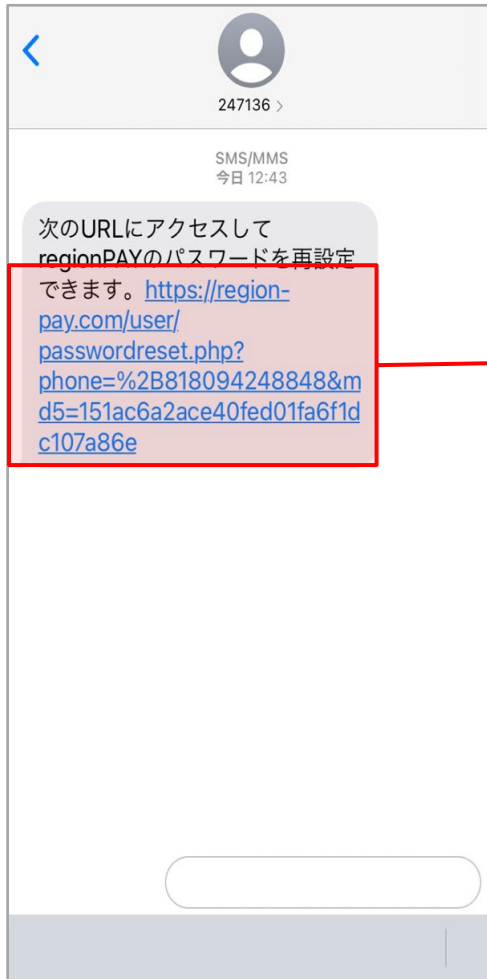 247136 >
SMS/MMS
今日 12:43
次のURLにアクセスして
regionPAYのパスワードを再設定
できます。https://region-
pay.com/user/
passwordreset.php?
phone=%2B818094248848&m
d5=151ac6a2ace40fed01fa6f1d
c107a86e